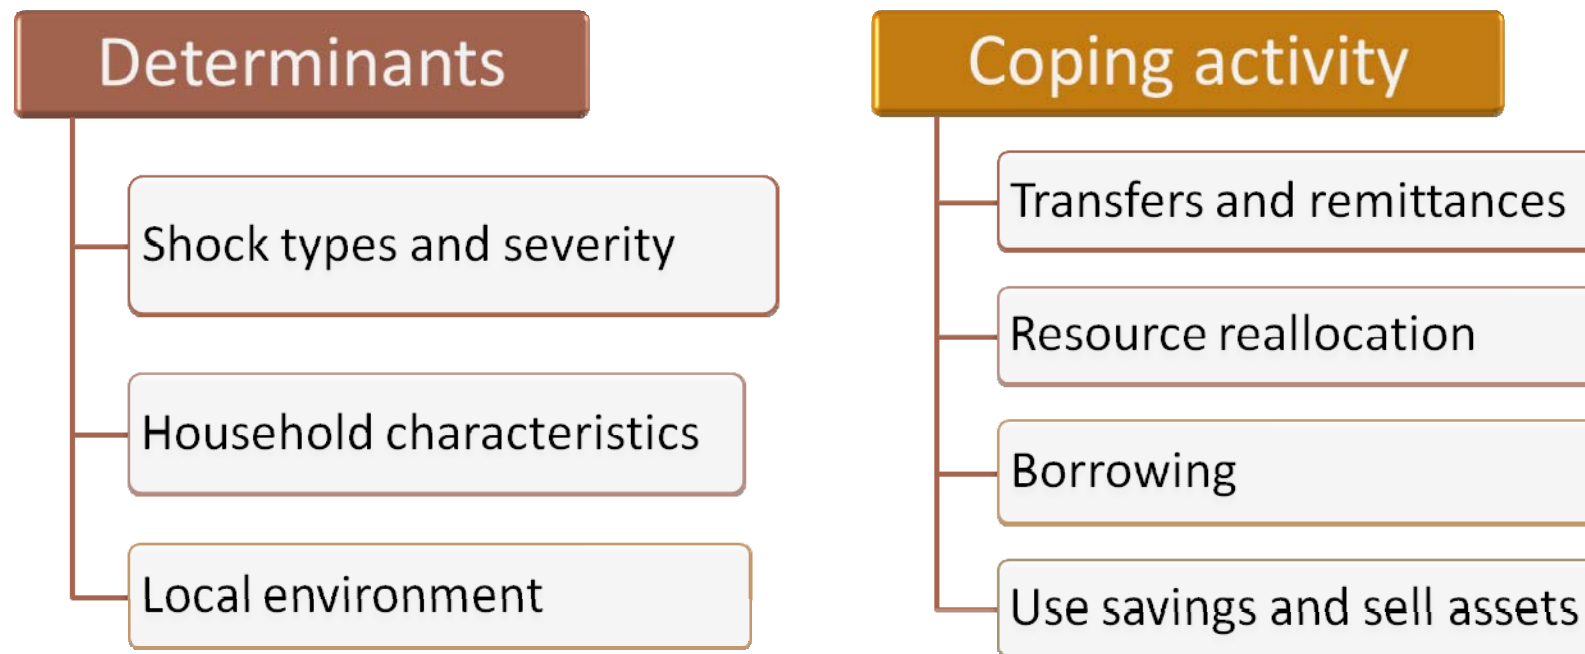 Determinants
Shock types and severity
Household characteristics
Local environment
Coping activity
Transfers and remittances
Resource reallocation
Borrowing
Use savings and sell assets